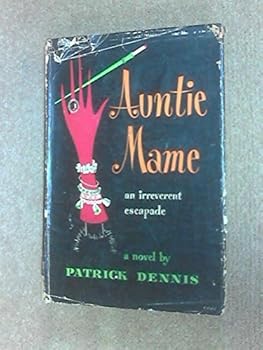 Auntie
Mame
an irreverent
escapade
a novel by
PATRICK DENNIS